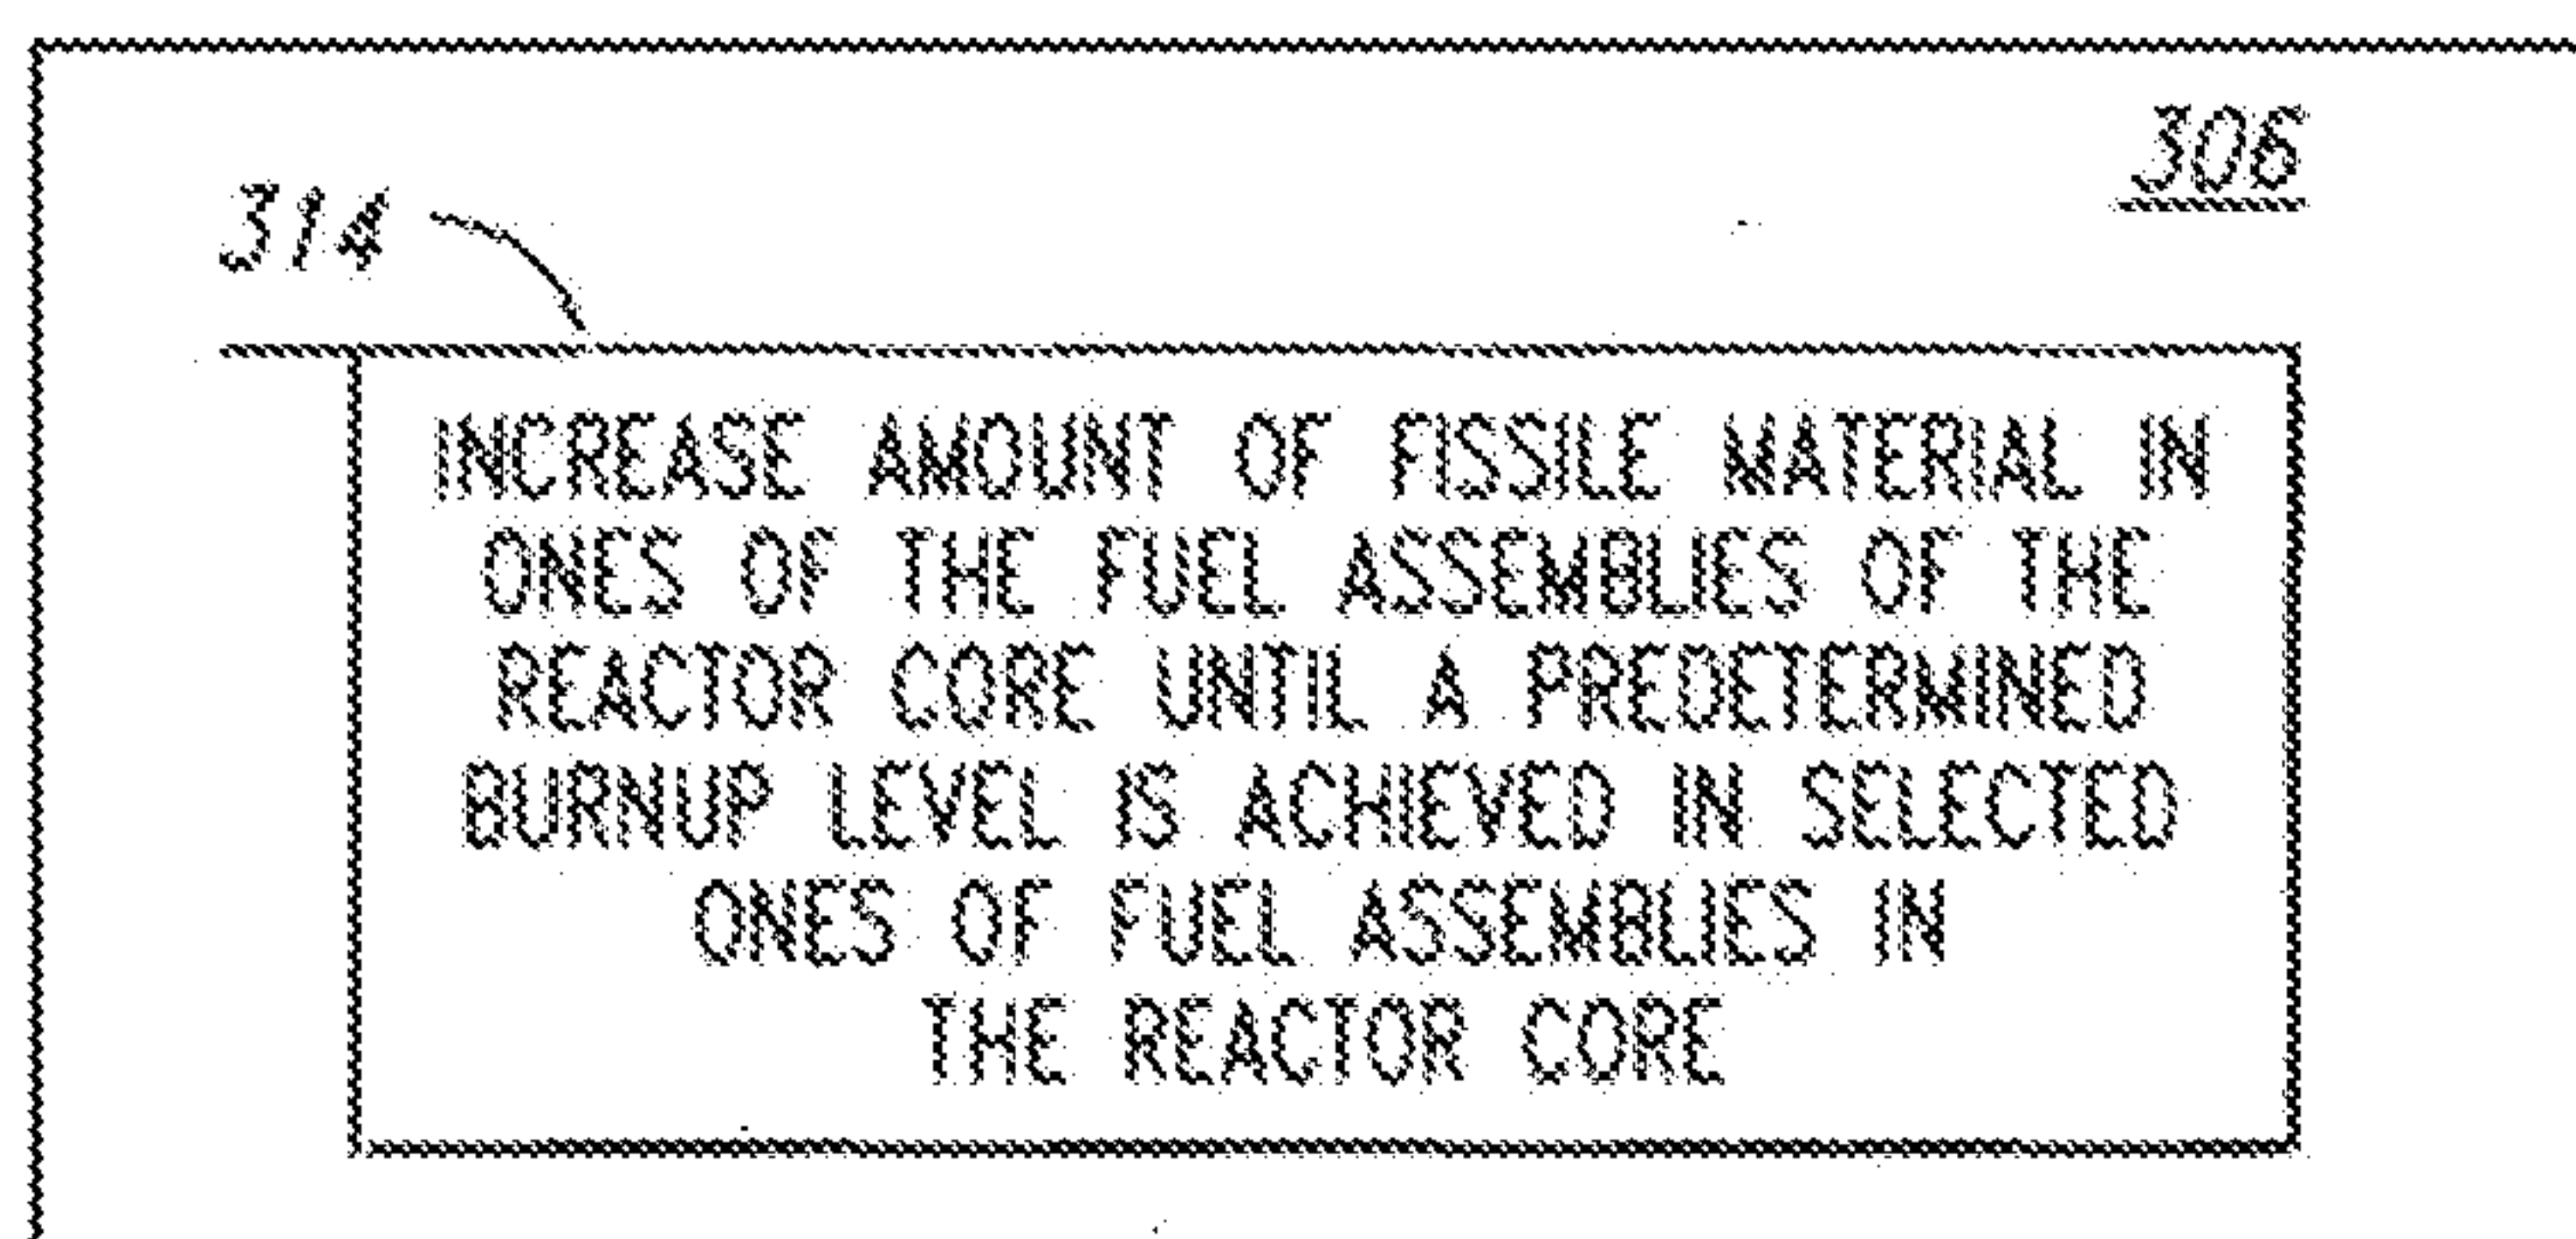 306
314
INCREASE AMOUNT OF FISSILE MATERIAL IN
ONES OF THE FUEL ASSEMBLIES OF THE
REACTOR CORE UNTIL A PREDETERMINED
BURNUP LEVEL IS ACHIEVED IN SELECTED
ONES OF FUEL ASSEMBLIES IN
THE REACTOR CORE